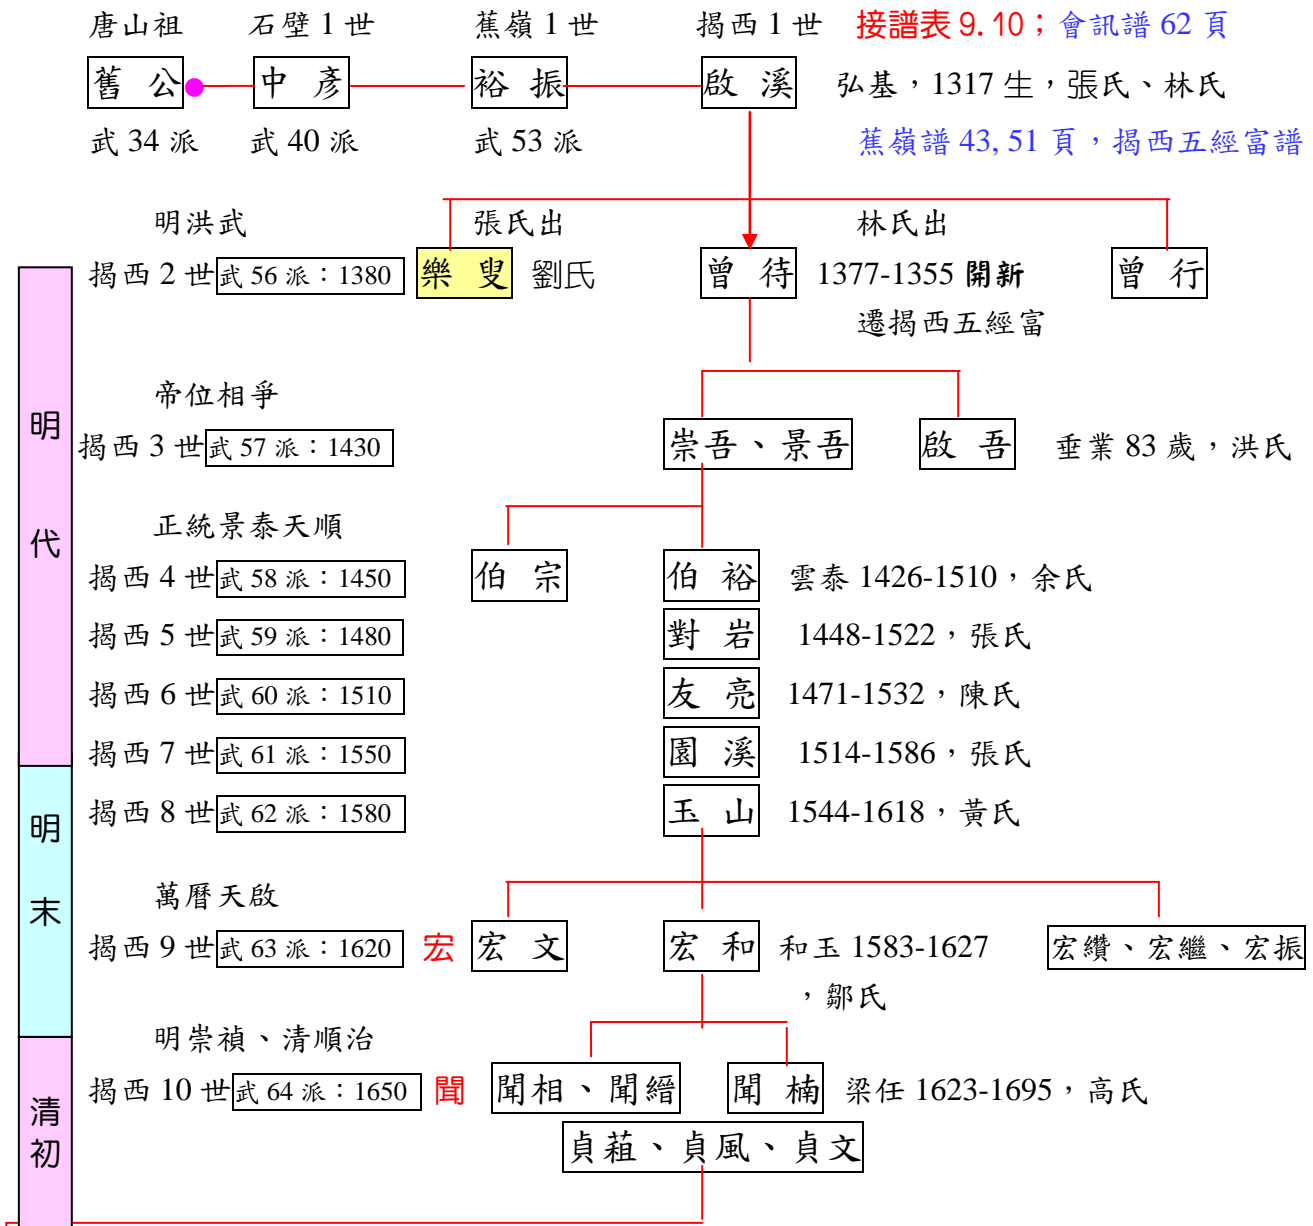 唐山祖 石壁 1 世 蕉嶺 1 世 揭西 1 世 接譜表 9.10；會訊譜 62 頁
舊 公 中 彥 裕 振 啟 溪 弘基，1317 生，張氏、林氏
武 34 派 武 40 派 武 53 派 蕉嶺譜 43, 51 頁，揭西五經富譜
明洪武 張氏出 林氏出
揭西 2 世 武 56 派：1380 樂 叟 劉氏 曾 待 1377-1355 開新 曾 行
遷揭西五經富
帝位相爭
揭西 3 世 武 57 派：1430 崇吾、景吾 啟 吾 垂業 83 歲，洪氏
明代
正統景泰天順
揭西 4 世 武 58 派：1450 伯 宗 伯 裕 雲泰 1426-1510，余氏
揭西 5 世 武 59 派：1480 對 岩 1448-1522，張氏
揭西 6 世 武 60 派：1510 友 亮 1471-1532，陳氏
揭西 7 世 武 61 派：1550 園 溪 1514-1586，張氏
揭西 8 世 武 62 派：1580 玉 山 1544-1618，黃氏
明末
萬曆天啟
揭西 9 世 武 63 派：1620 宏 宏 文 宏 和 和玉 1583-1627 宏纘、宏繼、宏振
，鄒氏
明崇禎、清順治
揭西 10 世 武 64 派：1650 聞 聞相、聞縉 聞 楠 梁任 1623-1695，高氏
清初
貞菹、貞風、貞文